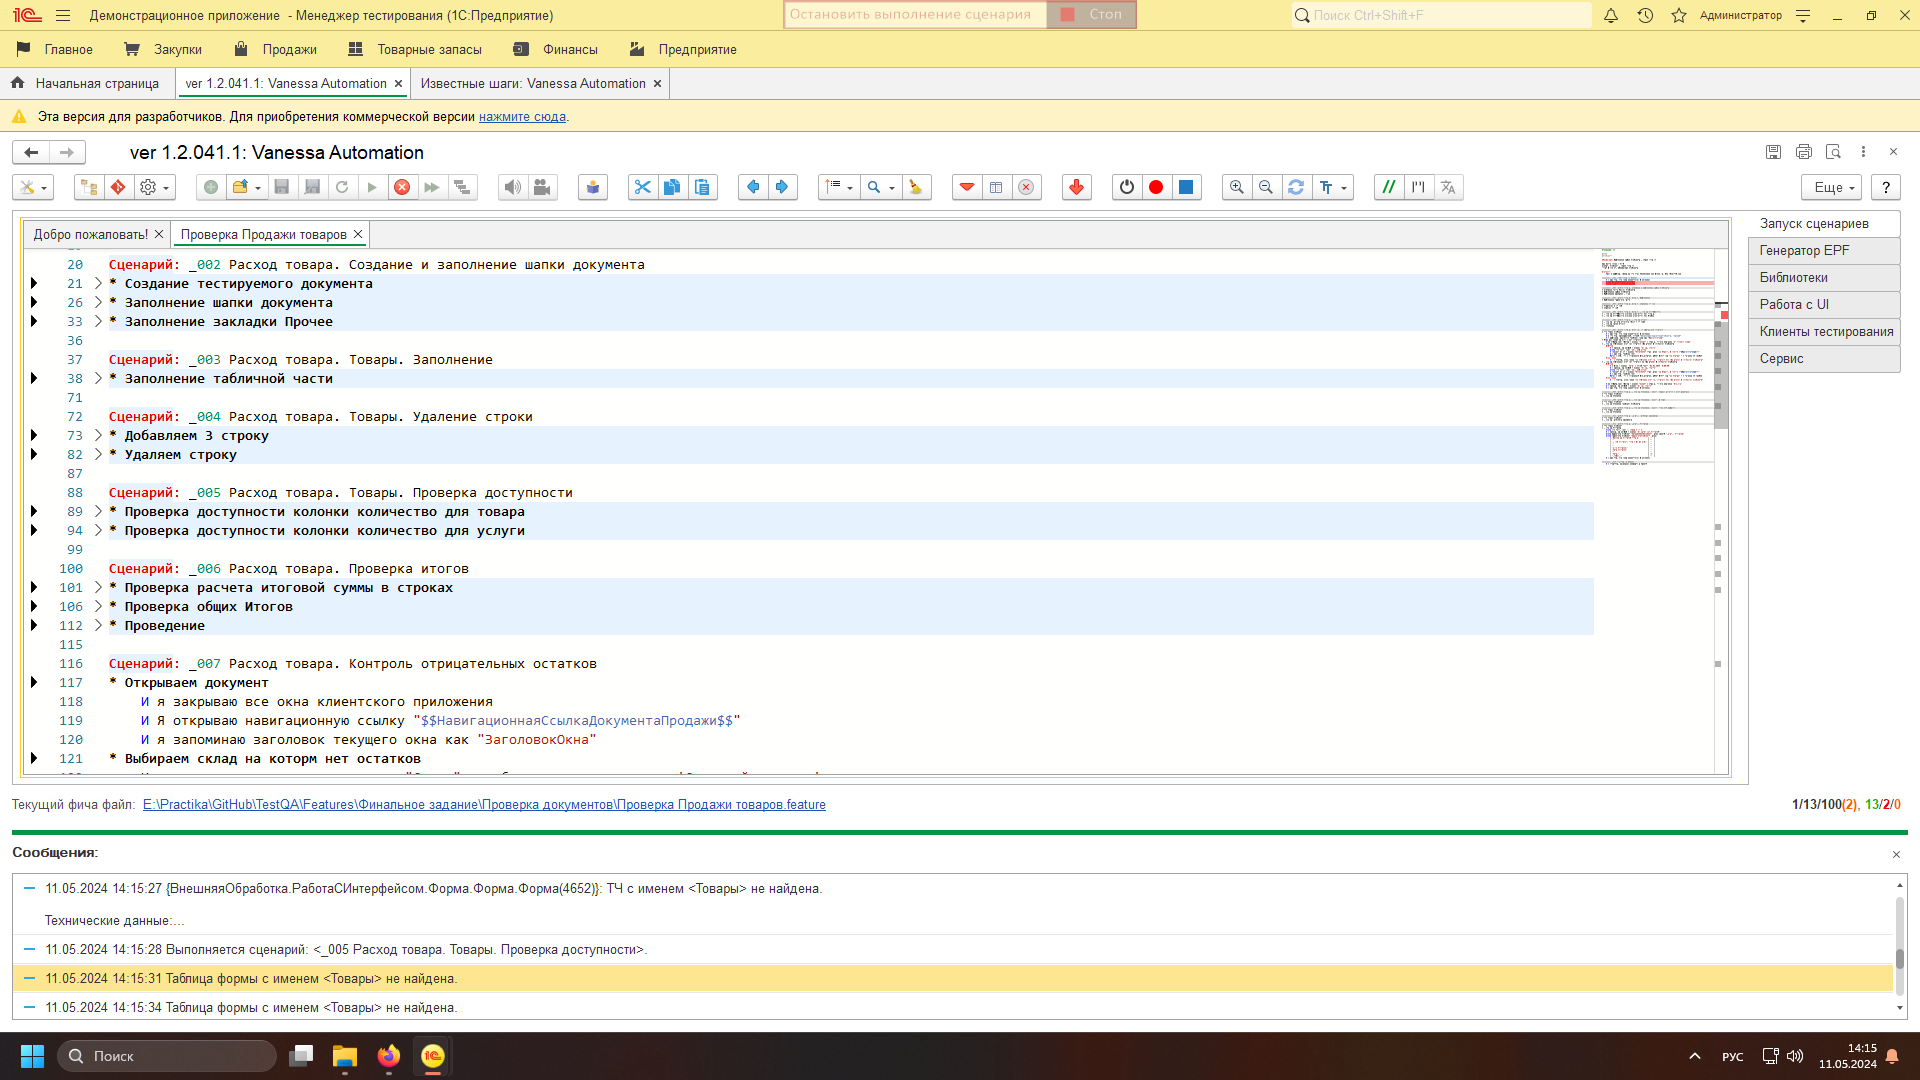 Демонстрационное приложение - Менеджер тестирования (1С:Предприятие)
Остановить выполнение сценария Стоп
Поиск Ctrl+Shift+F
Администратор
Главное Закупки Продажи Товарные запасы Финансы Предприятие
Начальная страница ver 1.2.041.1: Vanessa Automation Известные шаги: Vanessa Automation
Эта версия для разработчиков. Для приобретения коммерческой версии нажмите сюда.
ver 1.2.041.1: Vanessa Automation
Еще ?
Добро пожаловать! Проверка Продажи товаров
20 Сценарий: _002 Расход товара. Создание и заполнение шапки документа
21 * Создание тестируемого документа
26 * Заполнение шапки документа
33 * Заполнение закладки Прочее
36
37 Сценарий: _003 Расход товара. Товары. Заполнение
38 * Заполнение табличной части
71
72 Сценарий: _004 Расход товара. Товары. Удаление строки
73 * Добавляем 3 строку
82 * Удаляем строку
87
88 Сценарий: _005 Расход товара. Товары. Проверка доступности
89 * Проверка доступности колонки количество для товара
94 * Проверка доступности колонки количество для услуги
99
100 Сценарий: _006 Расход товара. Проверка итогов
101 * Проверка расчета итоговой суммы в строках
106 * Проверка общих Итогов
112 * Проведение
115
116 Сценарий: _007 Расход товара. Контроль отрицательных остатков
117 * Открываем документ
118 И я закрываю все окна клиентского приложения
119 И Я открываю навигационную ссылку "$$НавигационнаяСсылкаДокументаПродажи$$"
120 И я запоминаю заголовок текущего окна как "ЗаголовокОкна"
121 * Выбираем склад на которм нет остатков
Запуск сценариев
Генератор EPF
Библиотеки
Работа с UI
Клиенты тестирования
Сервис
Текущий фича файл: E:\Practika\GitHub\TestQA\Features\Финальное задание\Проверка документов\Проверка Продажи товаров.feature
1/13/100(2), 13/2/0
Сообщения:
11.05.2024 14:15:27 {ВнешняяОбработка.РаботаСИнтерфейсом.Форма.Форма.Форма(4652)}: ТЧ с именем <Товары> не найдена.
Технические данные:...
11.05.2024 14:15:28 Выполняется сценарий: <_005 Расход товара. Товары. Проверка доступности>.
11.05.2024 14:15:31 Таблица формы с именем <Товары> не найдена.
11.05.2024 14:15:34 Таблица формы с именем <Товары> не найдена.
Поиск
РУС
14:15
11.05.2024